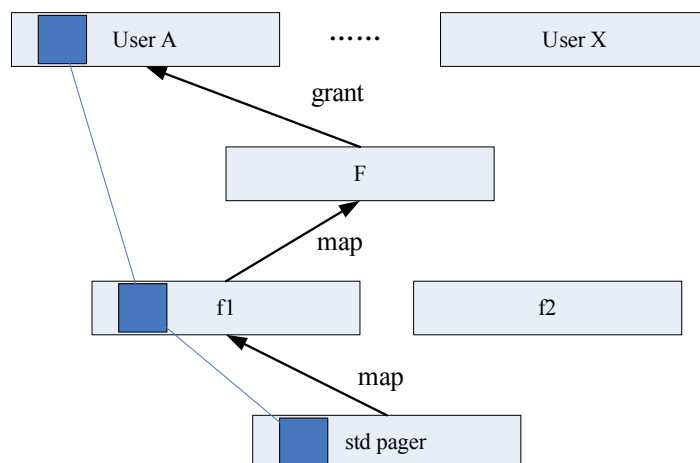 User A
······
User X
grant
F
map
f1
f2
map
std pager